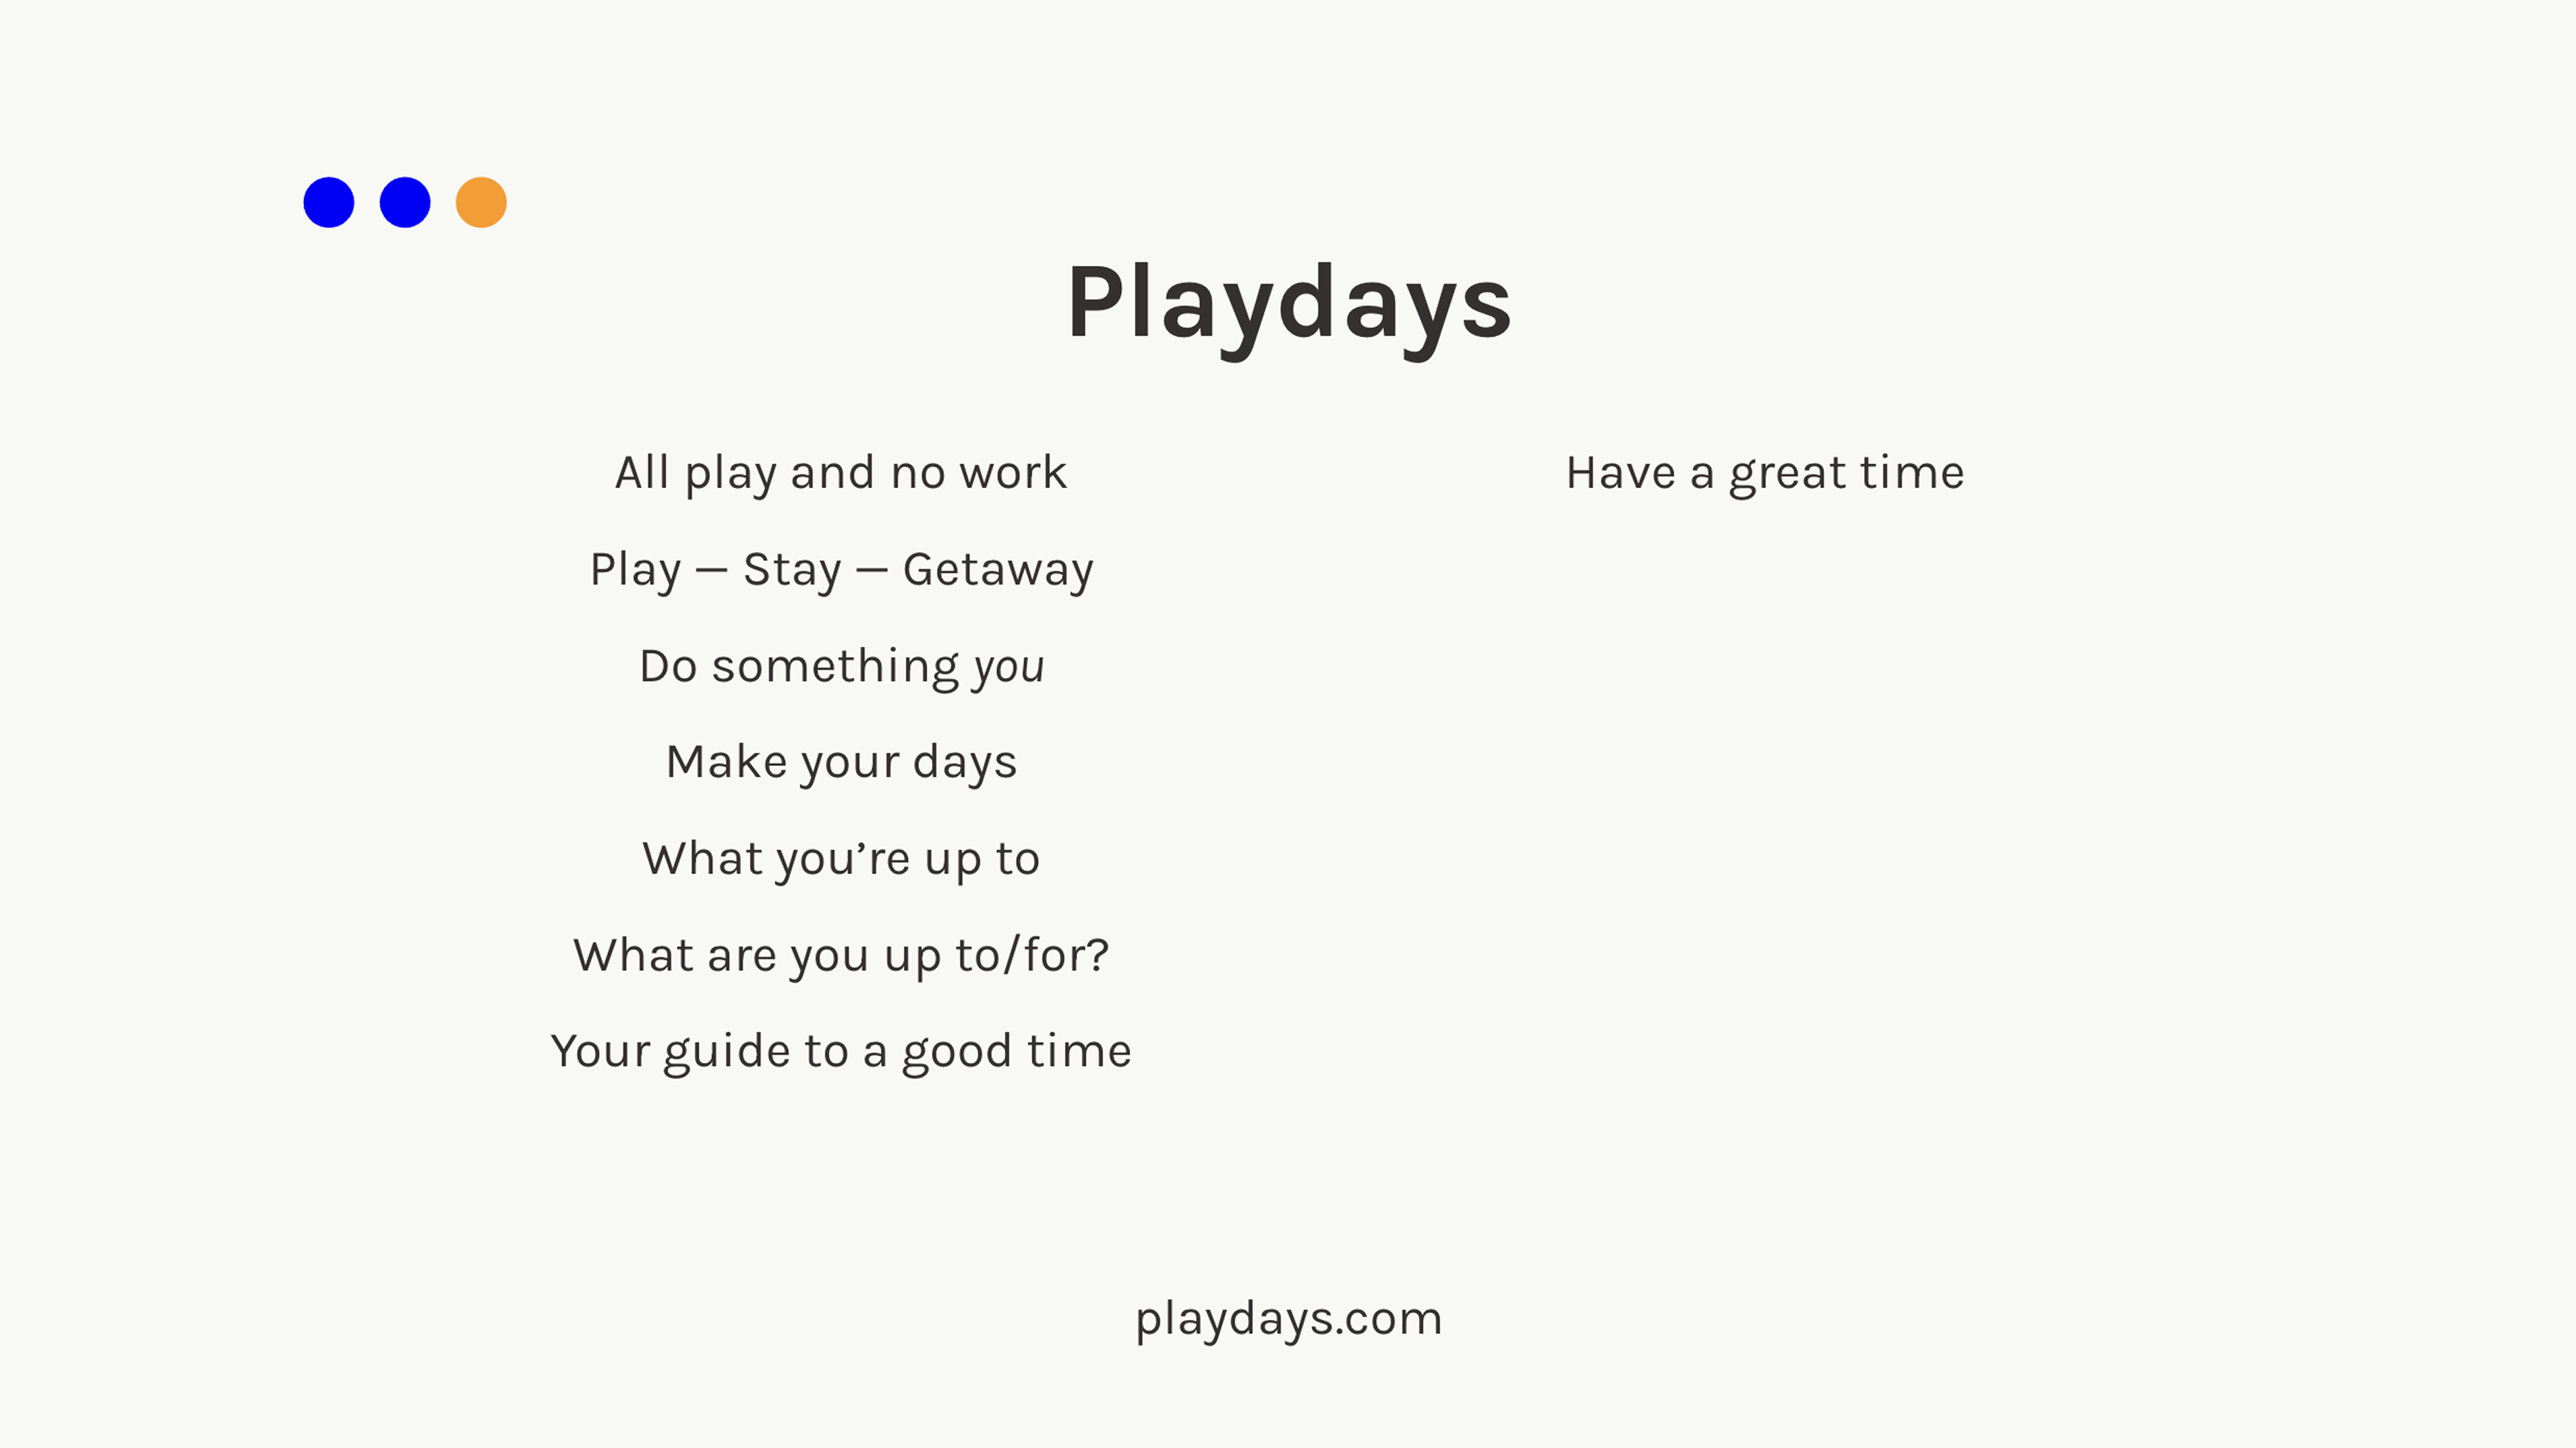 Playdays
All play and no work
Play — Stay — Getaway
Do something you
Make your days
What you’re up to
What are you up to/for?
Your guide to a good time
Have a great time
playdays.com